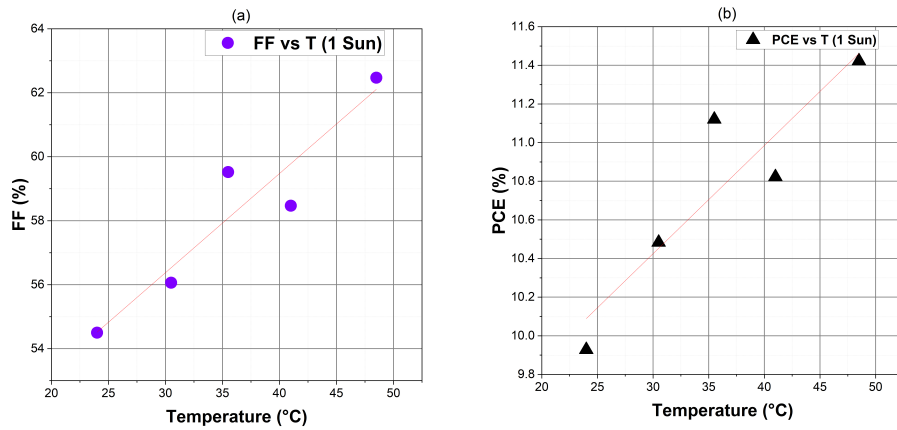 (a)
FF vs T (1 Sun)
64
62
60
58
56
54
FF (%)
20 25 30 35 40 45 50
Temperature (°C)
(b)
PCE vs T (1 Sun)
11.6
11.4
11.2
11.0
10.8
10.6
10.4
10.2
10.0
9.8
PCE (%)
20 25 30 35 40 45 50
Temperature (°C)